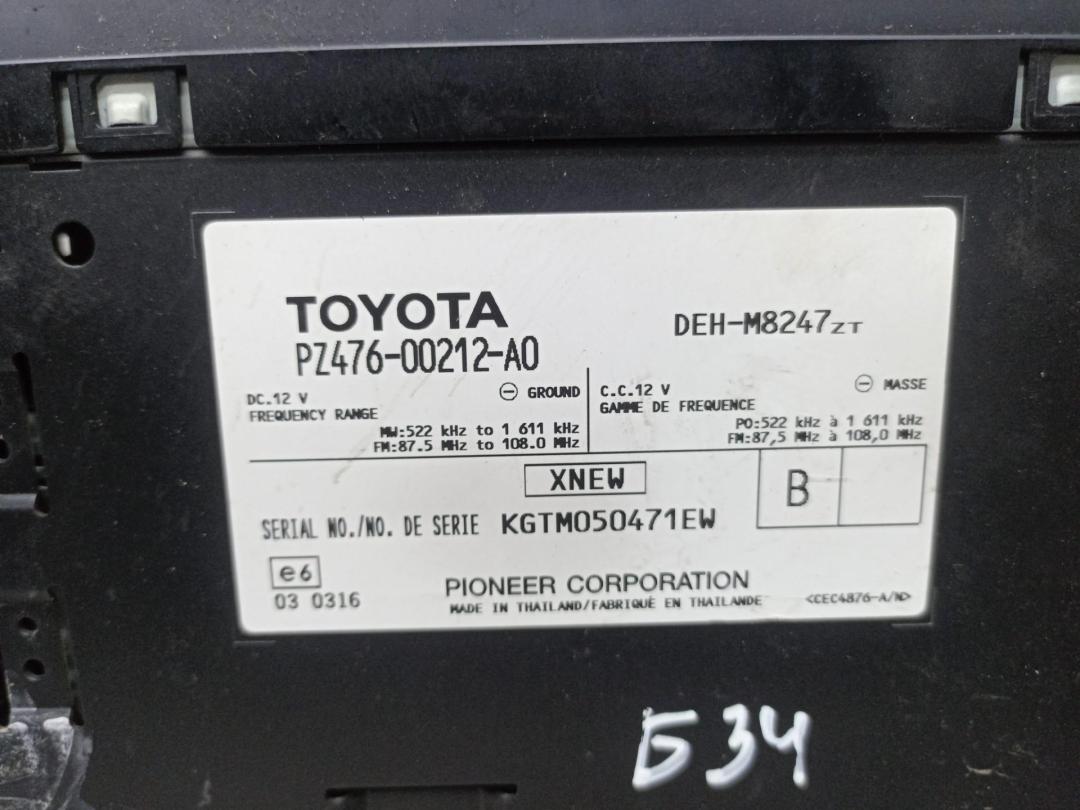 TOYOTA
PZ476-00212-A0
DEH-M8247ZT
DC.12 V ⊖ GROUND
FREQUENCY RANGE
MW:522 kHz to 1 611 kHz
FM:87.5 MHz to 108.0 MHz
C.C.12 V ⊖ MASSE
GAMME DE FREQUENCE
PO:522 kHz à 1 611 kHz
FM:87,5 MHz à 108,0 MHz
XNEW
B
SERIAL NO./NO. DE SERIE KGTM050471EW
e6
03 0316
PIONEER CORPORATION
MADE IN THAILAND/FABRIQUÉ EN THAILANDE
<CEC4876-A/N>
Б34